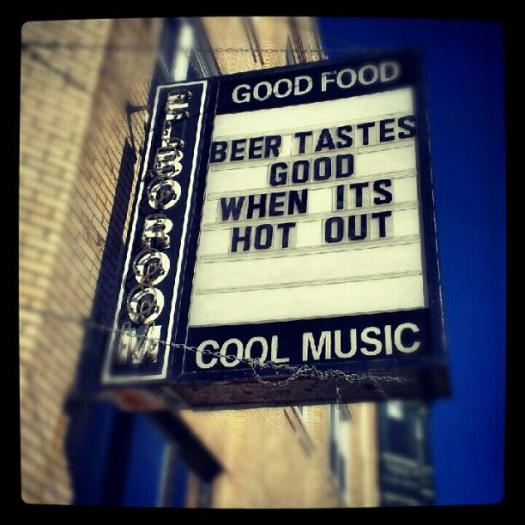 ELBO ROOM
GOOD FOOD
BEER TASTES
GOOD
WHEN ITS
HOT OUT
COOL MUSIC